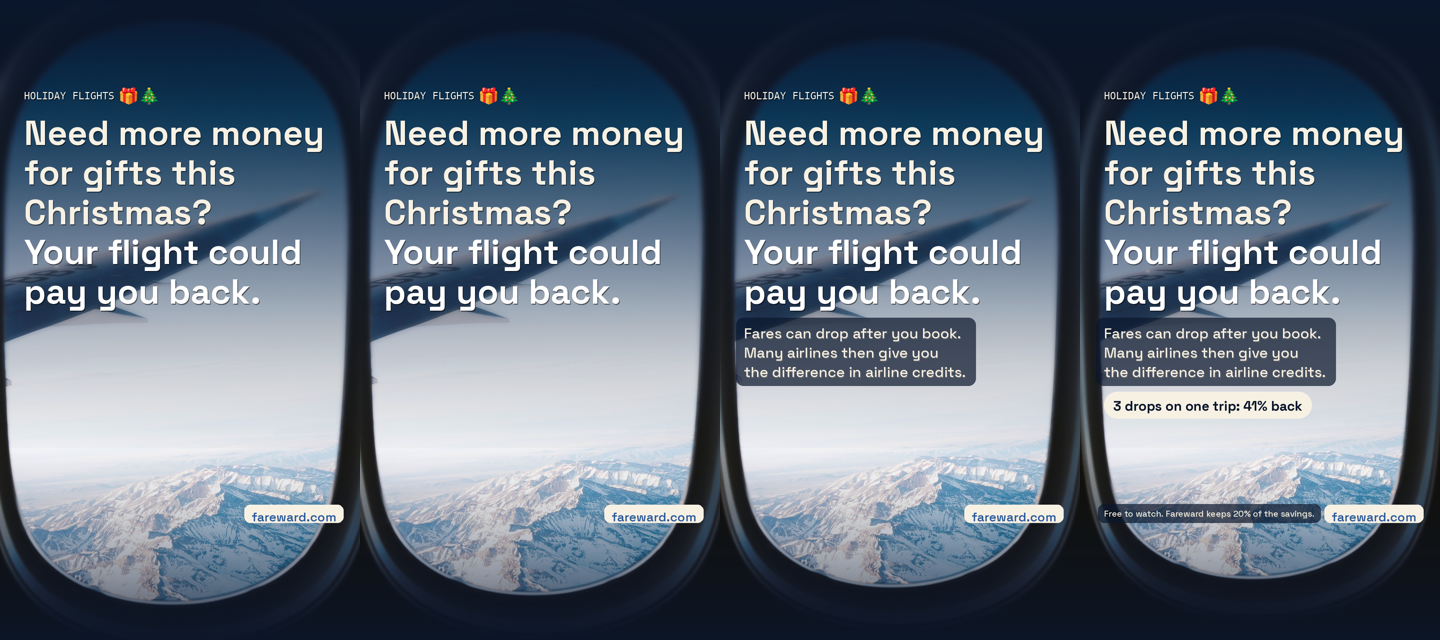 HOLIDAY FLIGHTS 🎁🎄
Need more money
for gifts this
Christmas?
Your flight could
pay you back.
fareward.com
HOLIDAY FLIGHTS 🎁🎄
Need more money
for gifts this
Christmas?
Your flight could
pay you back.
fareward.com
HOLIDAY FLIGHTS 🎁🎄
Need more money
for gifts this
Christmas?
Your flight could
pay you back.
Fares can drop after you book.
Many airlines then give you
the difference in airline credits.
fareward.com
HOLIDAY FLIGHTS 🎁🎄
Need more money
for gifts this
Christmas?
Your flight could
pay you back.
Fares can drop after you book.
Many airlines then give you
the difference in airline credits.
3 drops on one trip: 41% back
Free to watch. Fareward keeps 20% of the savings.
fareward.com